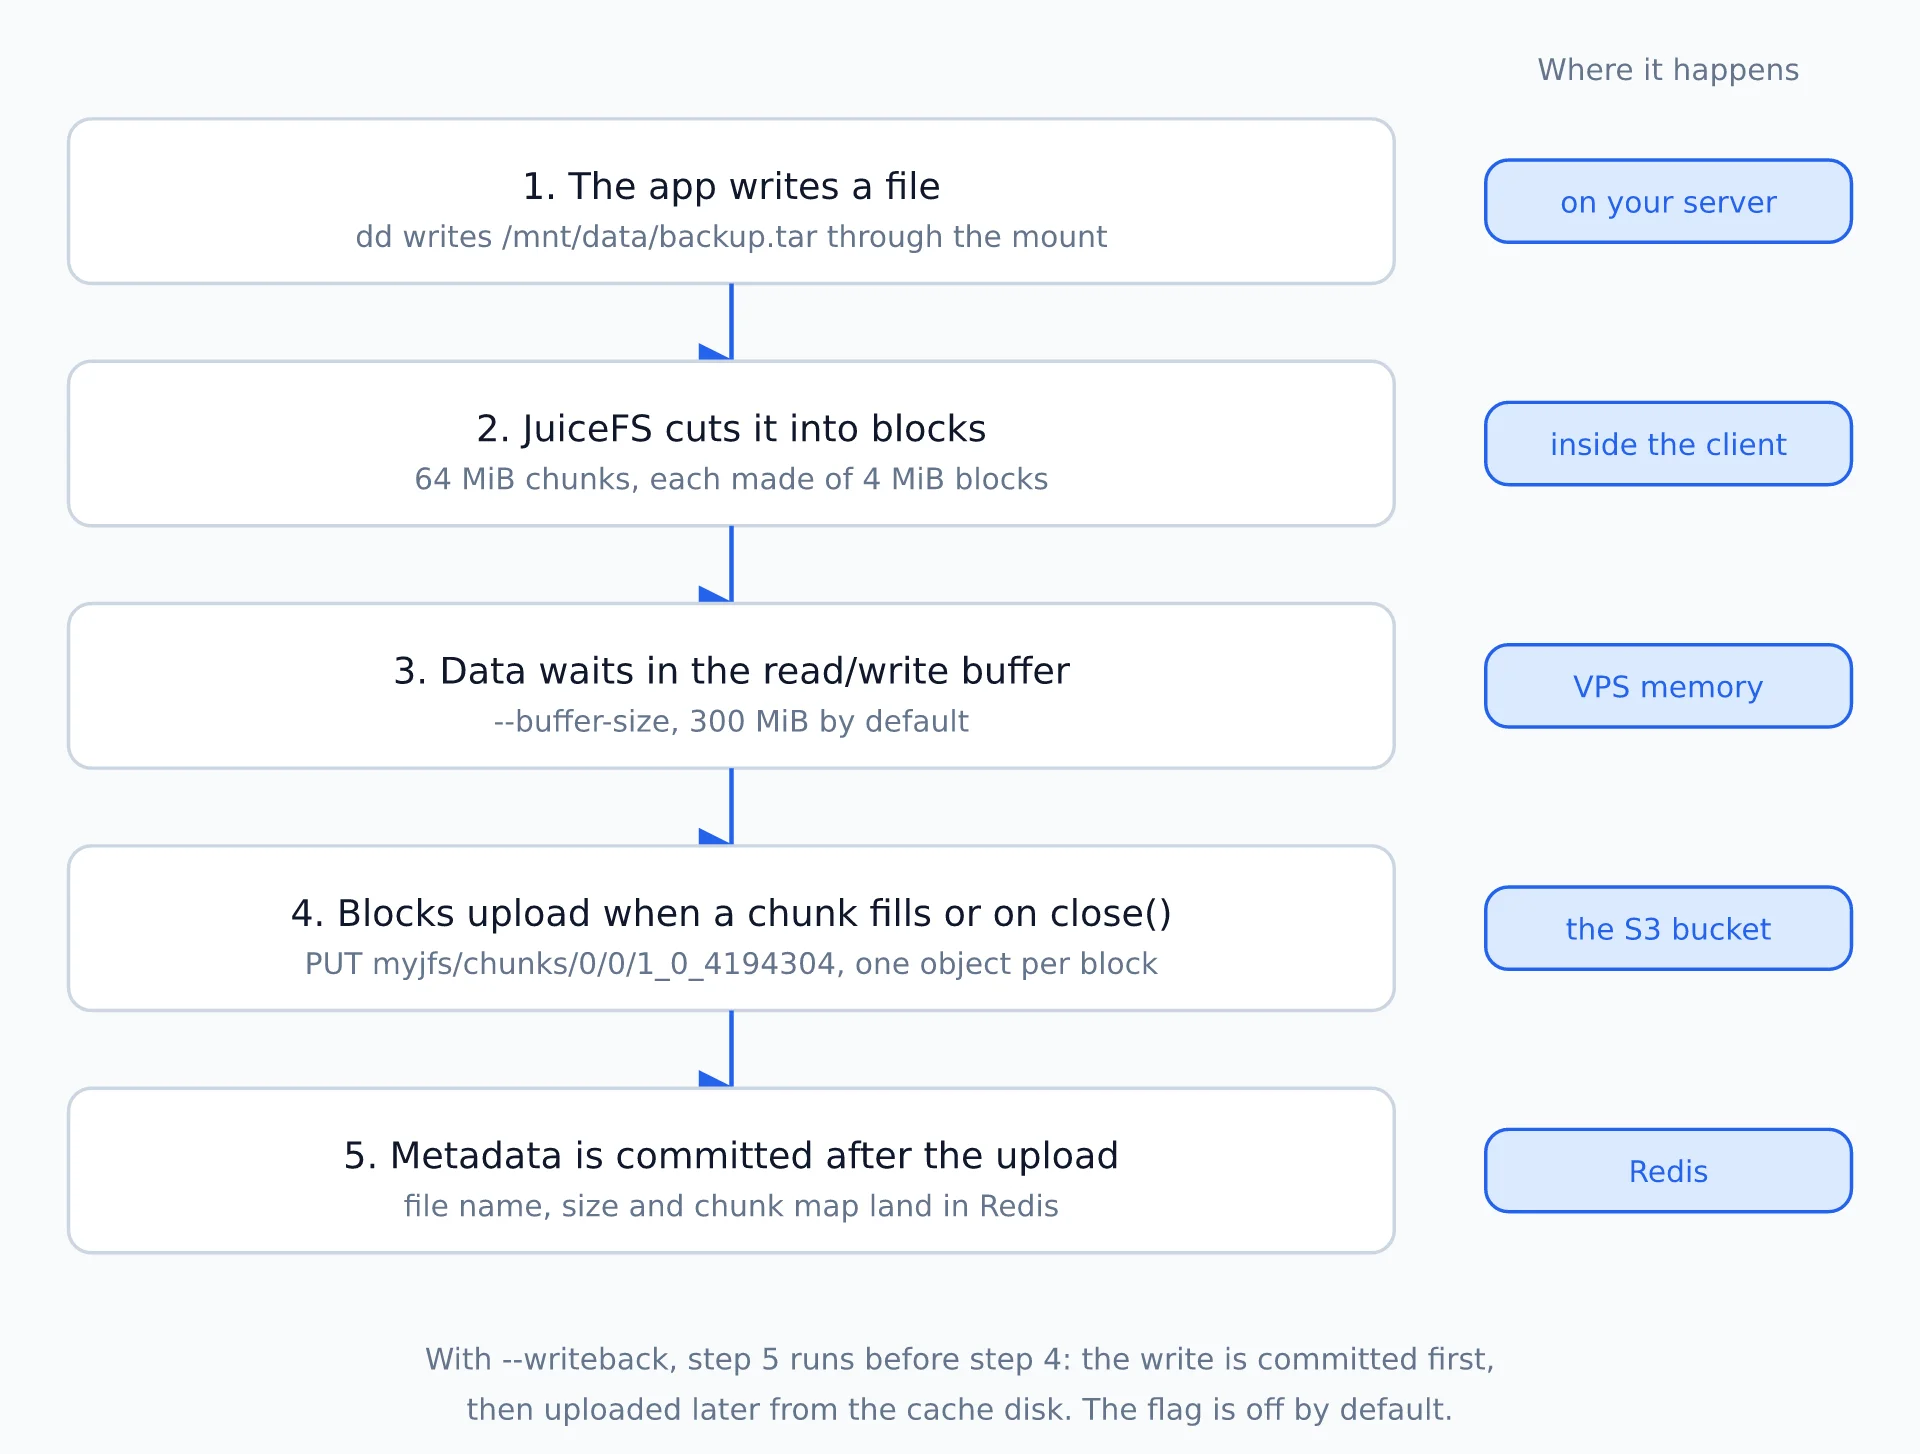 Where it happens
1. The app writes a file
dd writes /mnt/data/backup.tar through the mount
on your server
2. JuiceFS cuts it into blocks
64 MiB chunks, each made of 4 MiB blocks
inside the client
3. Data waits in the read/write buffer
--buffer-size, 300 MiB by default
VPS memory
4. Blocks upload when a chunk fills or on close()
PUT myjfs/chunks/0/0/1_0_4194304, one object per block
the S3 bucket
5. Metadata is committed after the upload
file name, size and chunk map land in Redis
Redis
With --writeback, step 5 runs before step 4: the write is committed first,
then uploaded later from the cache disk. The flag is off by default.